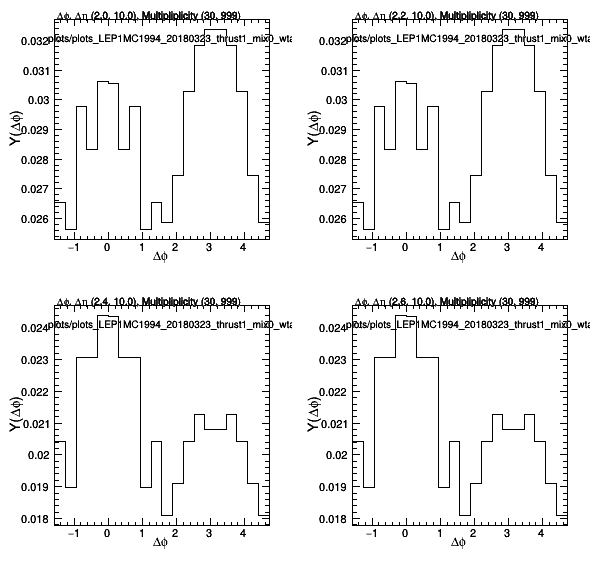 Δϕ, Δη (2,0, 10.0), Multipliplicity (30, 999)
plots/plots_LEP1MC1994_20180323_thrust1_mix0_wta
Y(Δϕ)
0.032
0.031
0.03
0.029
0.028
0.027
0.026
−1 0 1 2 3 4
Δϕ
Δϕ, Δη (2,2, 10.0), Multipliplicity (30, 999)
plots/plots_LEP1MC1994_20180323_thrust1_mix0_wta
Y(Δϕ)
0.032
0.031
0.03
0.029
0.028
0.027
0.026
−1 0 1 2 3 4
Δϕ
Δϕ, Δη (2,4, 10.0), Multipliplicity (30, 999)
plots/plots_LEP1MC1994_20180323_thrust1_mix0_wta
Y(Δϕ)
0.024
0.023
0.022
0.021
0.02
0.019
0.018
−1 0 1 2 3 4
Δϕ
Δϕ, Δη (2,6, 10.0), Multipliplicity (30, 999)
plots/plots_LEP1MC1994_20180323_thrust1_mix0_wta
Y(Δϕ)
0.024
0.023
0.022
0.021
0.02
0.019
0.018
−1 0 1 2 3 4
Δϕ